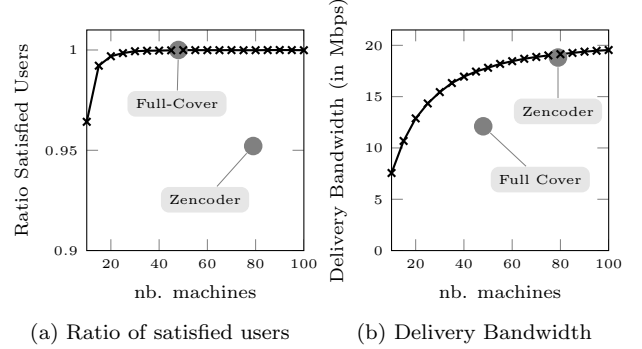 Ratio Satisfied Users
1
0.95
0.9
Full-Cover
Zencoder
20 40 60 80 100
nb. machines
(a) Ratio of satisfied users
Delivery Bandwidth (in Mbps)
20
15
10
5
0
Zencoder
Full Cover
20 40 60 80 100
nb. machines
(b) Delivery Bandwidth